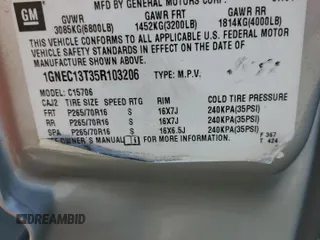 GM
MFD BY GENERAL MOTORS CORP
GVWR GAWR FRT GAWR RR
3085KG(6800LB) 1452KG(3200LB) 1814KG(4000LB)
THIS VEHICLE CONFORMS TO ALL APPLICABLE U.S. FEDERAL MOTOR
VEHICLE SAFETY STANDARDS IN EFFECT ON THE DATE OF
MANUFACTURE SHOWN ABOVE.
1GNEC13T35R103206 TYPE: M.P.V.
MODEL: C15706
CAJ2 TIRE SIZE SPEED RTG RIM COLD TIRE PRESSURE
FRT P265/70R16 S 16X7J 240KPA(35PSI)
RR P265/70R16 S 16X7J 240KPA(35PSI)
SPA P265/70R16 S 16X6.5J 240KPA(35PSI)
SEE OWNER'S MANUAL FOR MORE INFORMATION.
F 367
T 424
DREAMBID